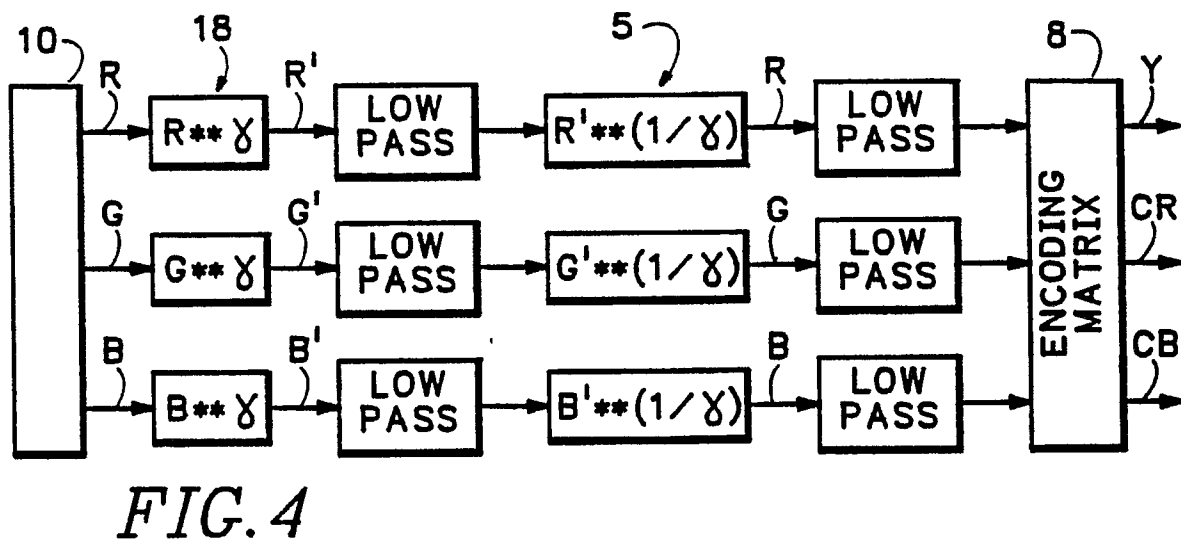 10
18
5
8
R
R'
R
Y
R** γ
LOW
PASS
R'**(1/γ)
LOW
PASS
G
G'
G
CR
G** γ
LOW
PASS
G'**(1/γ)
LOW
PASS
ENCODING
MATRIX
B
B'
B
CB
B** γ
LOW
PASS
B'**(1/γ)
LOW
PASS
FIG. 4